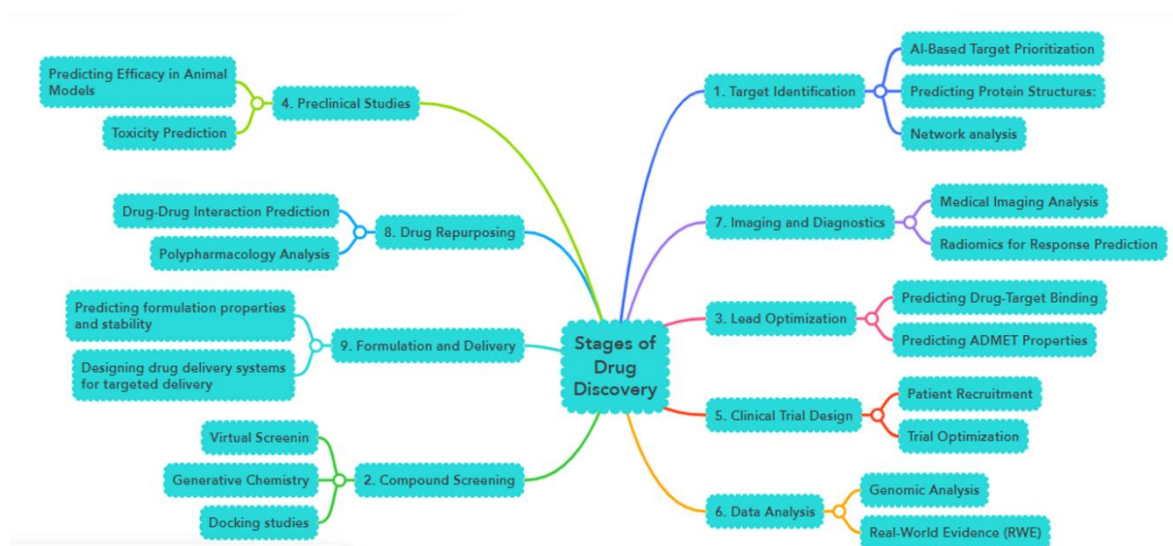 Stages of
Drug
Discovery
1. Target Identification
AI-Based Target Prioritization
Predicting Protein Structures:
Network analysis
7. Imaging and Diagnostics
Medical Imaging Analysis
Radiomics for Response Prediction
3. Lead Optimization
Predicting Drug-Target Binding
Predicting ADMET Properties
5. Clinical Trial Design
Patient Recruitment
Trial Optimization
6. Data Analysis
Genomic Analysis
Real-World Evidence (RWE)
4. Preclinical Studies
Predicting Efficacy in Animal
Models
Toxicity Prediction
8. Drug Repurposing
Drug-Drug Interaction Prediction
Polypharmacology Analysis
9. Formulation and Delivery
Predicting formulation properties
and stability
Designing drug delivery systems
for targeted delivery
2. Compound Screening
Virtual Screenin
Generative Chemistry
Docking studies